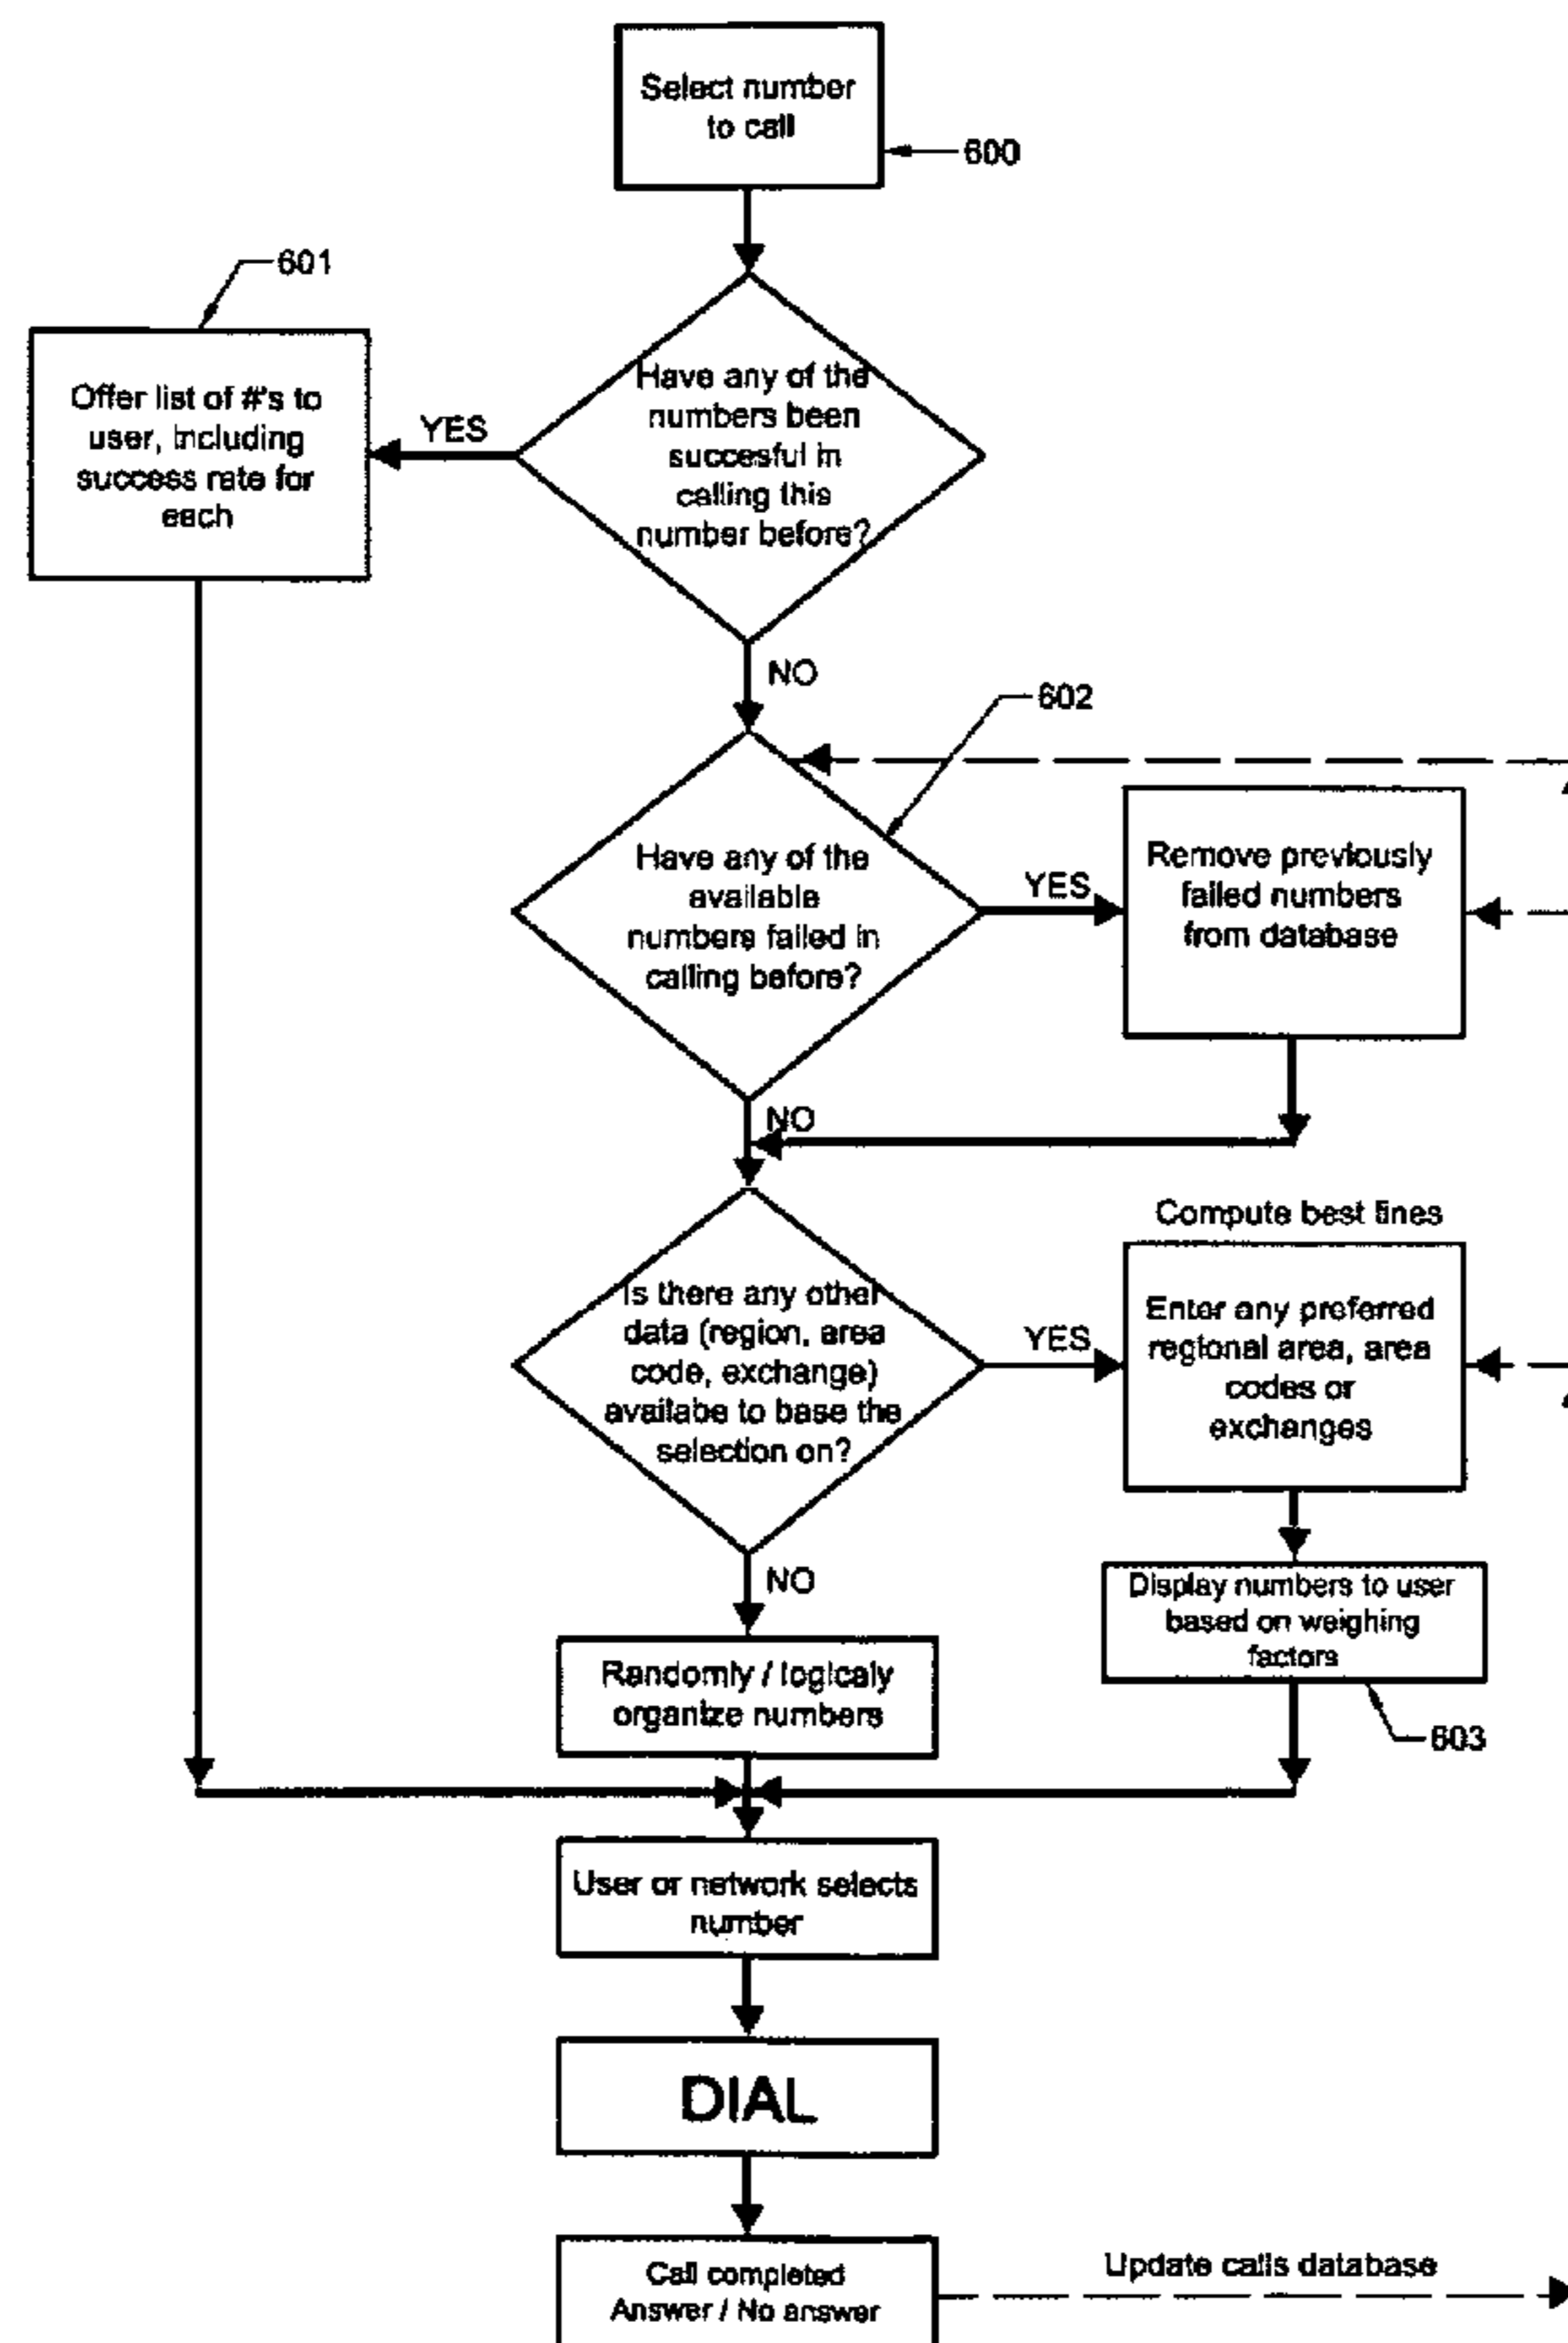 Select number
to call
600
601
Offer list of #'s to
user, including
success rate for
each
YES
Have any of the
numbers been
succesful in
calling this
number before?
NO
602
Have any of the
available
numbers failed in
calling before?
YES
Remove previously
failed numbers
from database
NO
Compute best lines
Is there any other
data (region, area
code, exchange)
availabe to base the
selection on?
YES
Enter any preferred
regional area, area
codes or
exchanges
NO
Display numbers to user
based on weighing
factors
603
Randomly / logicaly
organize numbers
User or network selects
number
DIAL
Call completed
Answer / No answer
Update calls database